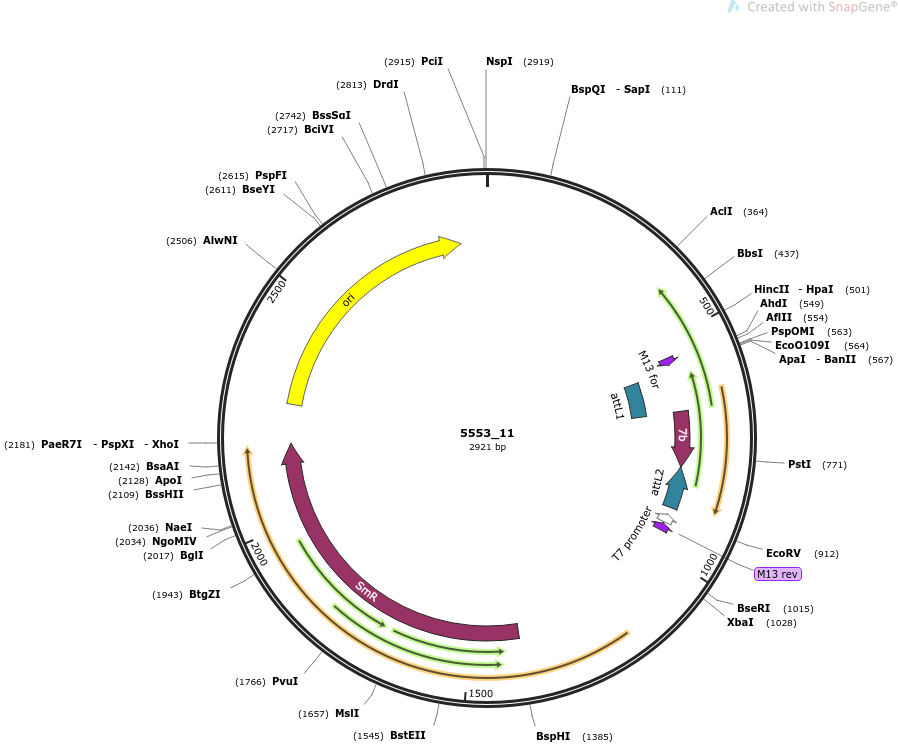 Created with SnapGene®
(2915) PciI
NspI (2919)
(2813) DrdI
BspQI - SapI (111)
(2742) BssSαI
(2717) BciVI
(2615) PspFI
(2611) BseYI
AclI (364)
(2506) AlwNI
BbsI (437)
HincII - HpaI (501)
AhdI (549)
AflII (554)
PspOMI (563)
EcoO109I (564)
ApaI - BanII (567)
2500
500
ori
M13 for
attL1
7b
5553_11
2921 bp
(2181) PaeR7I - PspXI - XhoI
(2142) BsaAI
(2128) ApoI
(2109) BssHII
PstI (771)
attL2
T7 promoter
(2036) NaeI
(2034) NgoMIV
(2017) BglI
2000
EcoRV (912)
M13 rev
1000
(1943) BtgZI
SmR
BseRI (1015)
XbaI (1028)
(1766) PvuI
1500
(1657) MslI
(1545) BstEII
BspHI (1385)